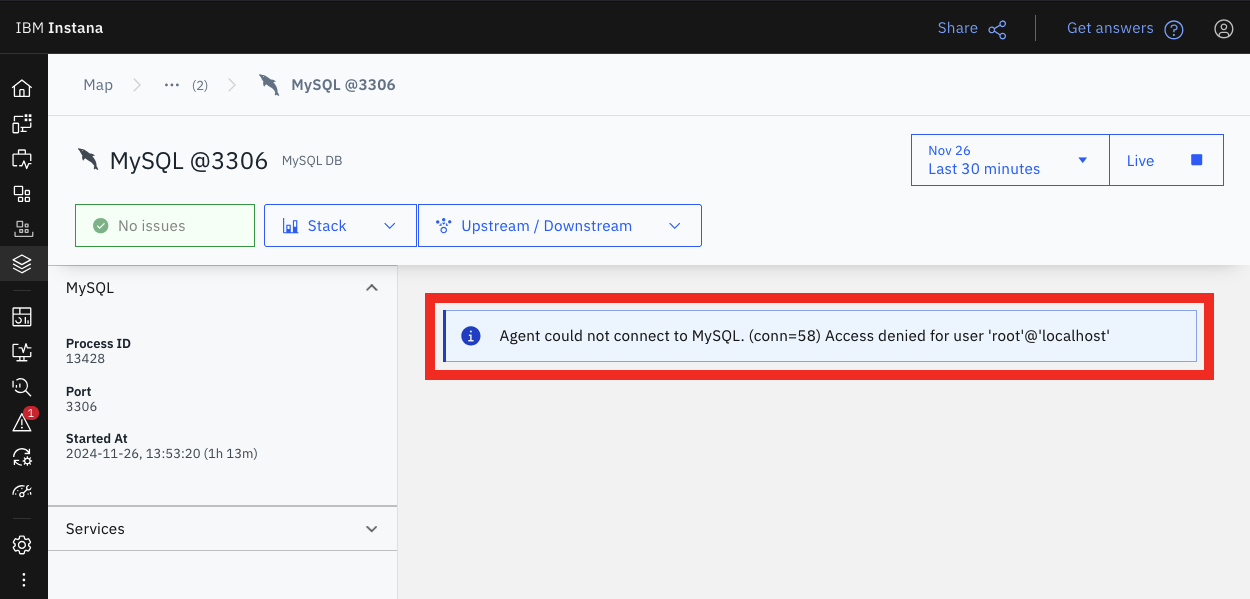 IBM Instana
Share
Get answers
Map
... (2)
MySQL @3306
MySQL @3306 MySQL DB
Nov 26
Last 30 minutes
Live
No issues
Stack
Upstream / Downstream
MySQL
Process ID
13428
Port
3306
Started At
2024-11-26, 13:53:20 (1h 13m)
Services
Agent could not connect to MySQL. (conn=58) Access denied for user 'root'@'localhost'
1